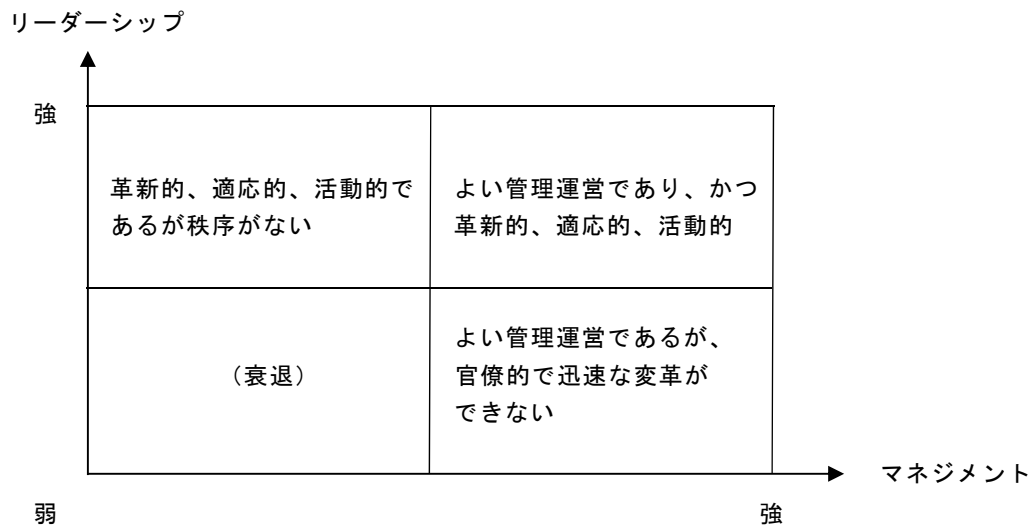 リーダーシップ
強
革新的、適応的、活動的で
あるが秩序がない
よい管理運営であり、かつ
革新的、適応的、活動的
（衰退）
よい管理運営であるが、
官僚的で迅速な変革が
できない
マネジメント
弱
強